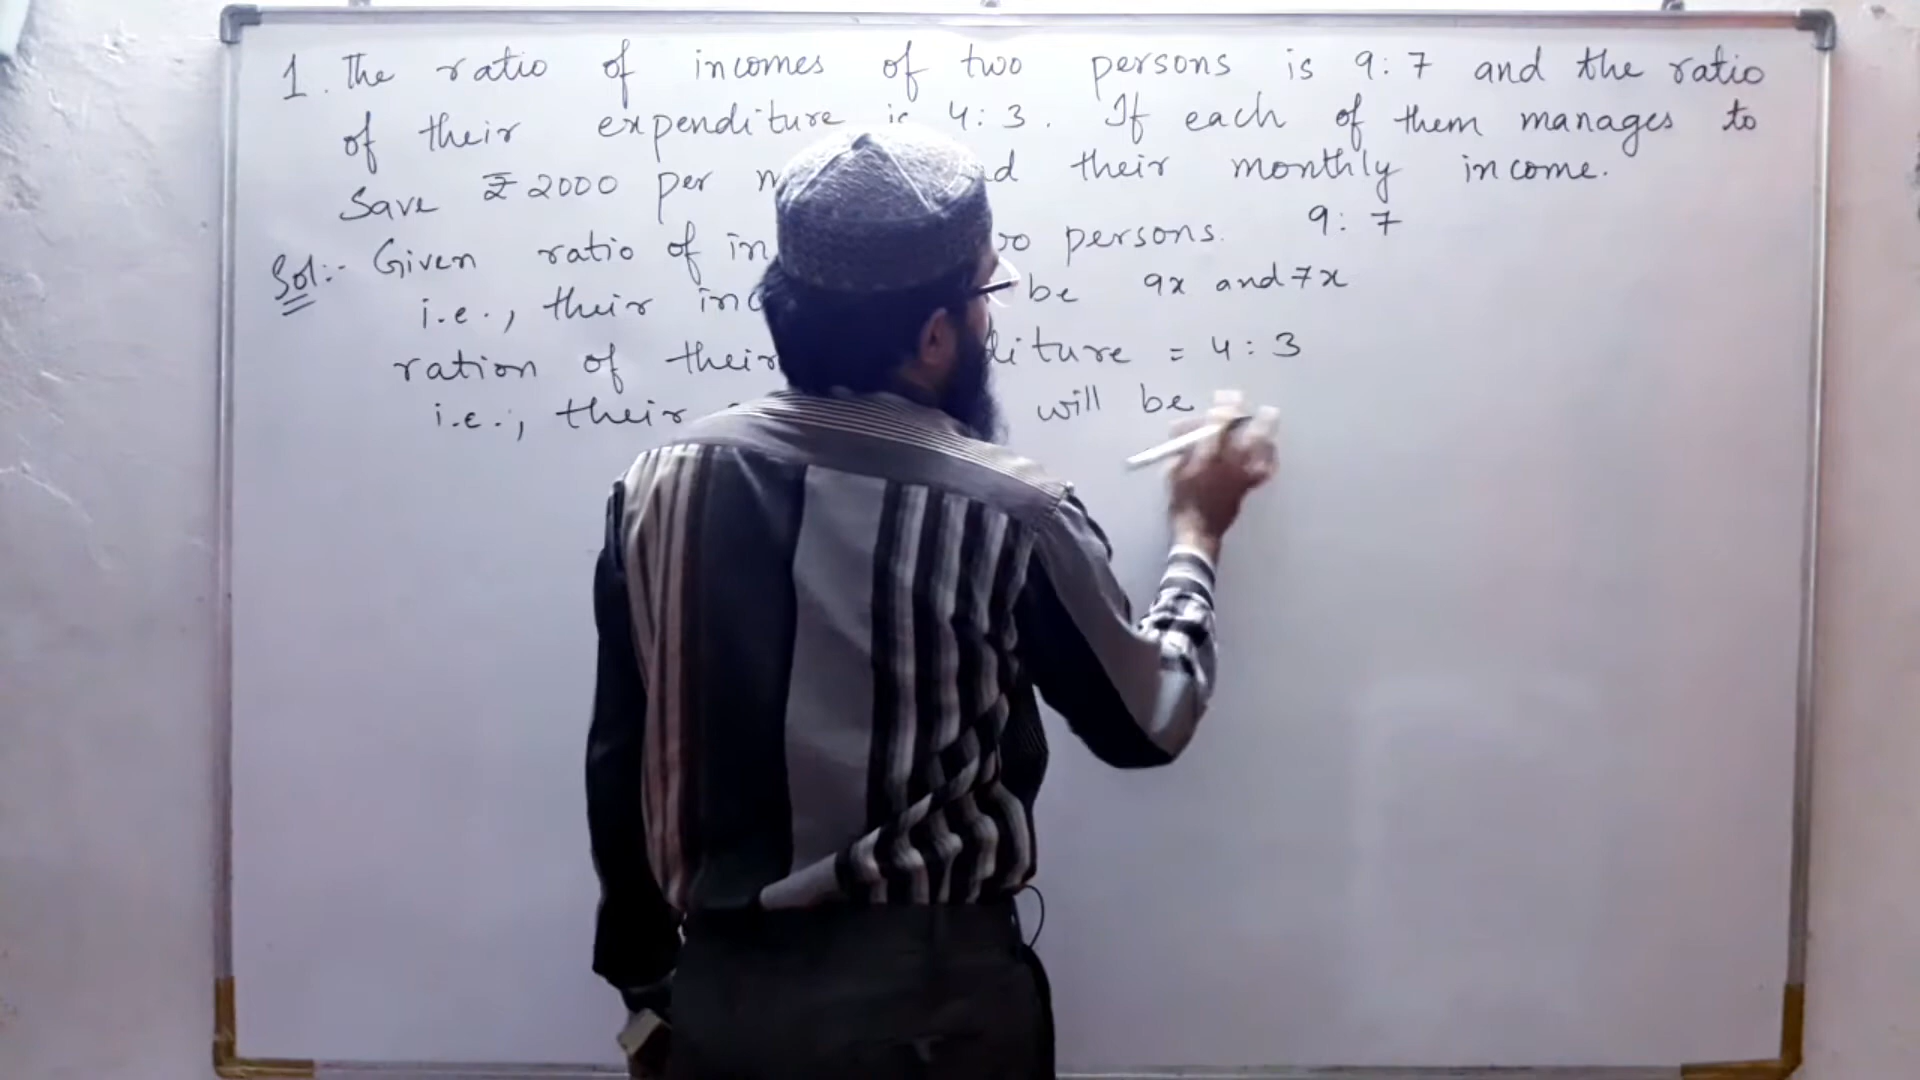 1. The ratio of incomes of two persons is 9:7 and the ratio
of their expenditure is 4:3. If each of them manages to
Save ₹2000 per their monthly income.
Sol:- Given ratio of persons. 9:7
i.e., their be 9x and 7x
ration of their = 4:3
i.e., their will be